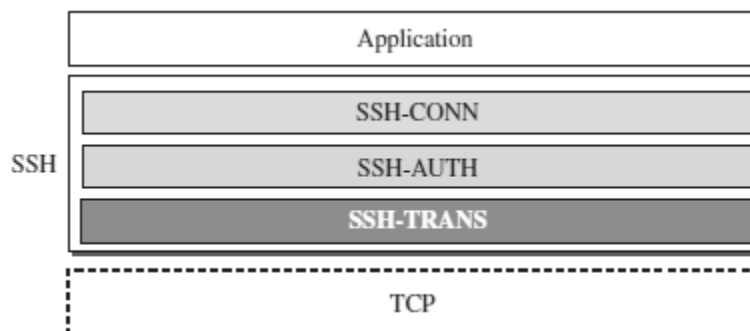 Application
SSH-CONN
SSH
SSH-AUTH
SSH-TRANS
TCP